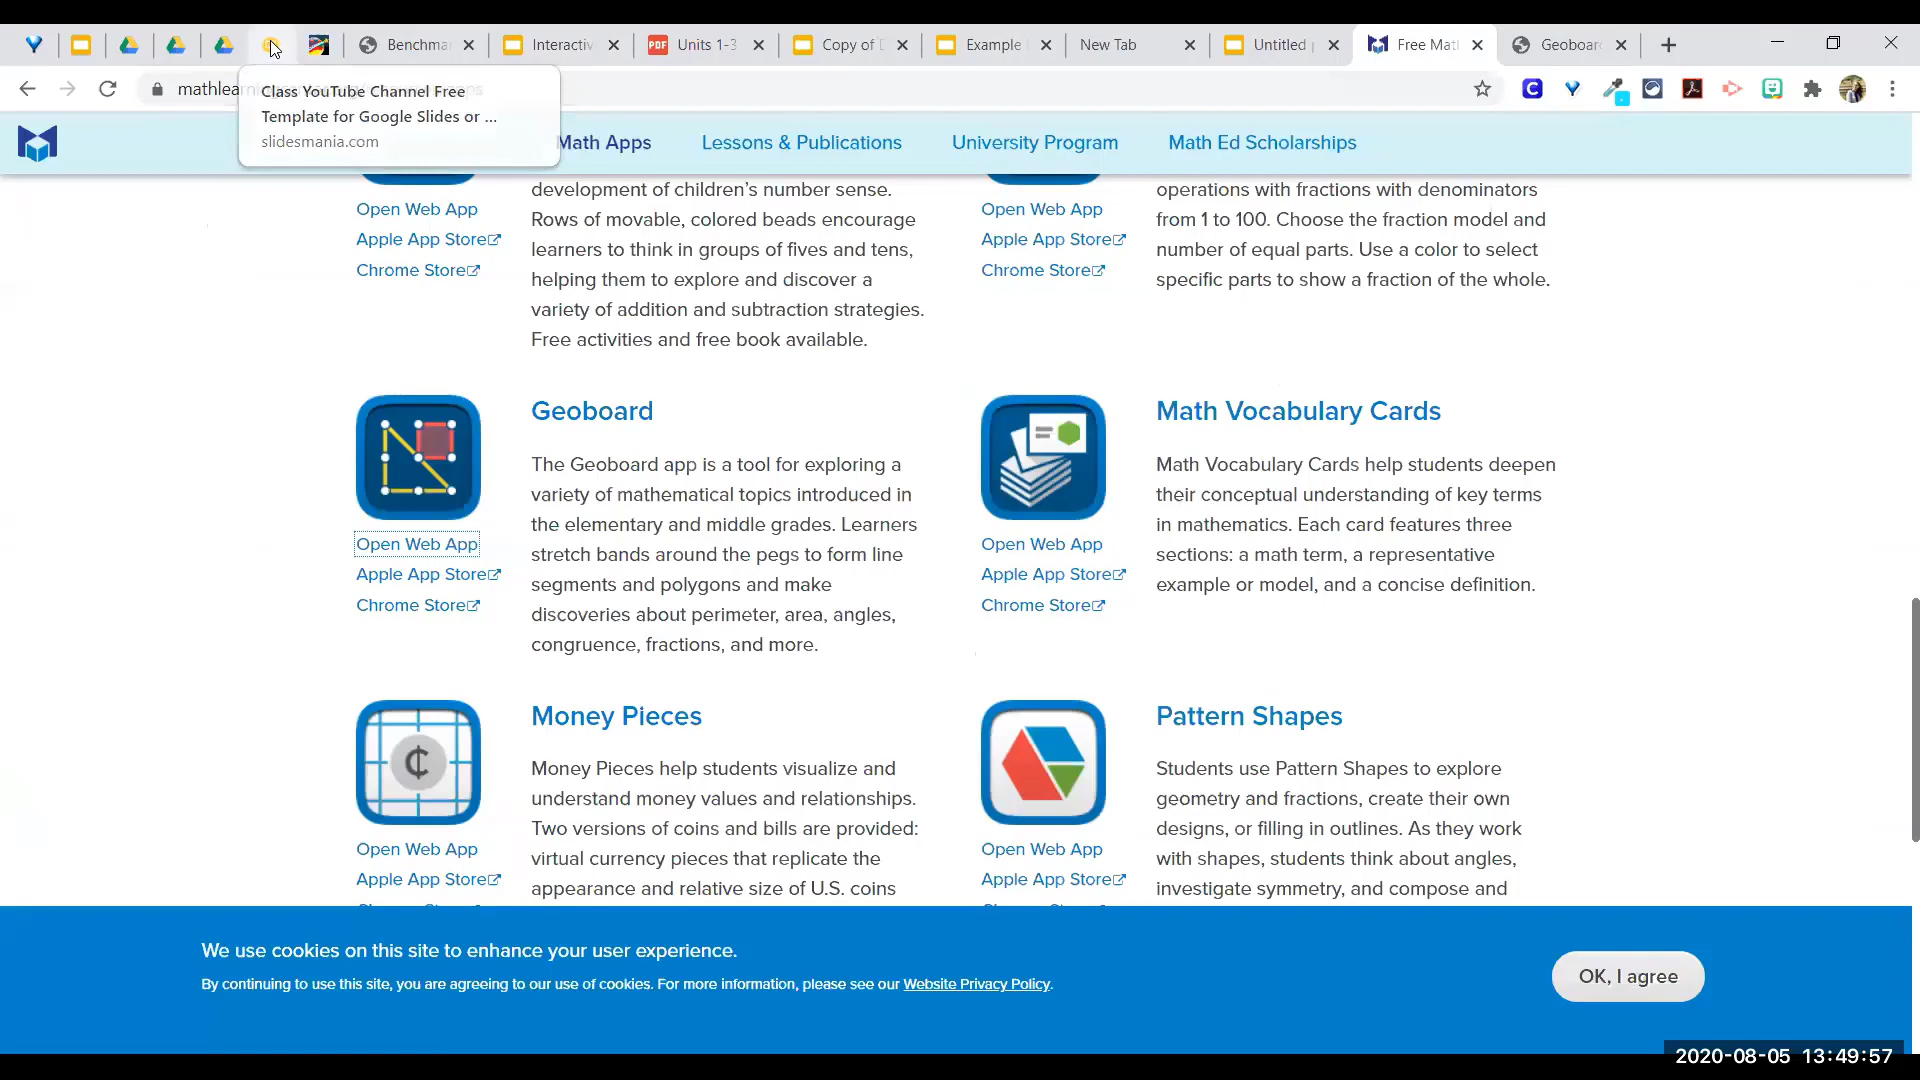 Benchma
Interactiv
PDF
Units 1-3
Copy of
Example
New Tab
Untitled
Free Mat
Geoboar
mathlear
Class YouTube Channel Free
Template for Google Slides or ...
slidesmania.com
Math Apps
Lessons & Publications
University Program
Math Ed Scholarships
Open Web App
Apple App Store
Chrome Store
development of children's number sense.
Rows of movable, colored beads encourage
learners to think in groups of fives and tens,
helping them to explore and discover a
variety of addition and subtraction strategies.
Free activities and free book available.
Open Web App
Apple App Store
Chrome Store
operations with fractions with denominators
from 1 to 100. Choose the fraction model and
number of equal parts. Use a color to select
specific parts to show a fraction of the whole.
Geoboard
Open Web App
Apple App Store
Chrome Store
The Geoboard app is a tool for exploring a
variety of mathematical topics introduced in
the elementary and middle grades. Learners
stretch bands around the pegs to form line
segments and polygons and make
discoveries about perimeter, area, angles,
congruence, fractions, and more.
Math Vocabulary Cards
Open Web App
Apple App Store
Chrome Store
Math Vocabulary Cards help students deepen
their conceptual understanding of key terms
in mathematics. Each card features three
sections: a math term, a representative
example or model, and a concise definition.
Money Pieces
¢
Open Web App
Apple App Store
Money Pieces help students visualize and
understand money values and relationships.
Two versions of coins and bills are provided:
virtual currency pieces that replicate the
appearance and relative size of U.S. coins
Pattern Shapes
Open Web App
Apple App Store
Students use Pattern Shapes to explore
geometry and fractions, create their own
designs, or filling in outlines. As they work
with shapes, students think about angles,
investigate symmetry, and compose and
We use cookies on this site to enhance your user experience.
By continuing to use this site, you are agreeing to our use of cookies. For more information, please see our Website Privacy Policy.
OK, I agree
2020-08-05 13:49:57